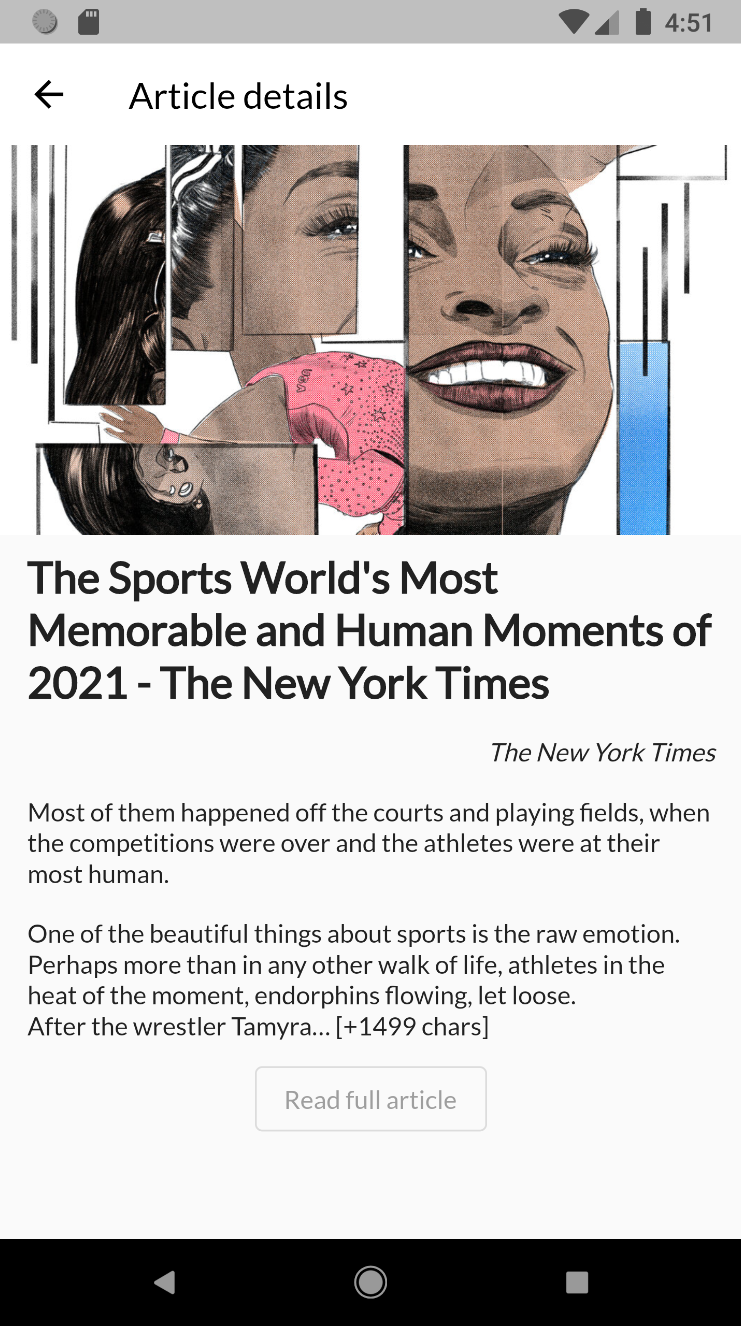 4:51
Article details
USA
The Sports World's Most
Memorable and Human Moments of
2021 - The New York Times
The New York Times
Most of them happened off the courts and playing fields, when
the competitions were over and the athletes were at their
most human.
One of the beautiful things about sports is the raw emotion.
Perhaps more than in any other walk of life, athletes in the
heat of the moment, endorphins flowing, let loose.
After the wrestler Tamyra… [+1499 chars]
Read full article